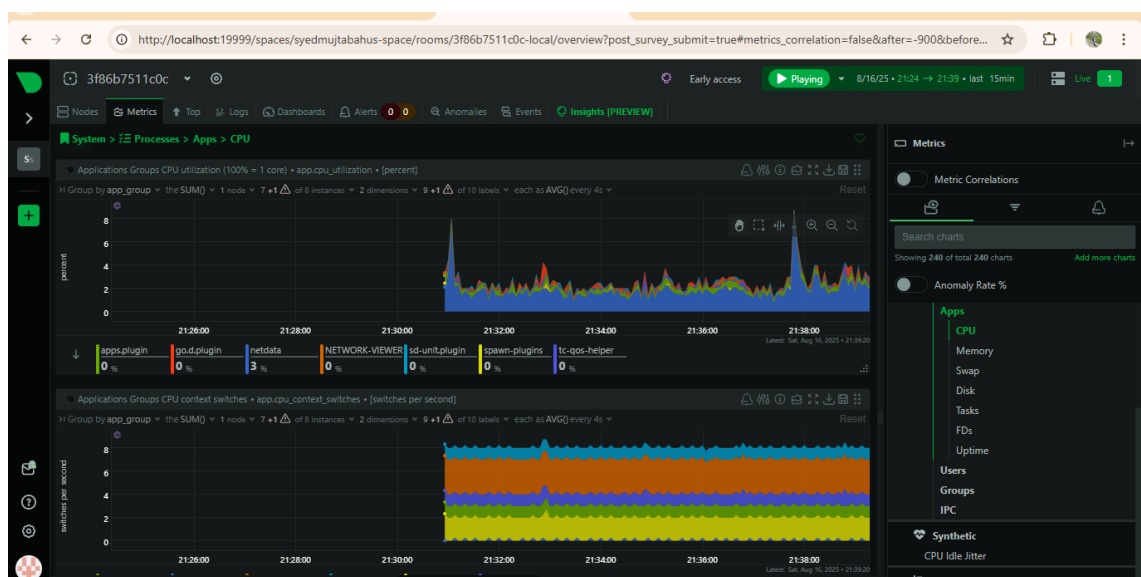 http://localhost:19999/spaces/syedmujtabahus-space/rooms/3f86b7511c0c-local/overview?post_survey_submit=true#metrics_correlation=false&after=-900&before...
3f86b7511c0c
Early access
Playing
8/16/25 • 21:24 → 21:39 • last 15min
Live 1
Nodes
Metrics
Top
Logs
Dashboards
Alerts 0 0
Anomalies
Events
Insights [PREVIEW]
Ss
System > Processes > Apps > CPU
Applications Groups CPU utilization (100% = 1 core) • app.cpu_utilization • [percent]
Group by app_group the SUM() 1 node 7 +1 of 8 instances 2 dimensions 9 +1 of 10 labels each as AVG() every 4s
Reset
percent
8
6
4
2
0
21:26:00 21:28:00 21:30:00 21:32:00 21:34:00 21:36:00 21:38:00
Latest: Sat, Aug 16, 2025 • 21:39:20
apps.plugin go.d.plugin netdata NETWORK-VIEWER sd-unit.plugin spawn-plugins tc-qos-helper
0 % 0 % 3 % 0 % 0 % 0 % 0 %
Applications Groups CPU context switches • app.cpu_context_switches • [switches per second]
Group by app_group the SUM() 1 node 7 +1 of 8 instances 2 dimensions 9 +1 of 10 labels each as AVG() every 4s
Reset
switches per second
8
6
4
2
0
21:26:00 21:28:00 21:30:00 21:32:00 21:34:00 21:36:00 21:38:00
Latest: Sat, Aug 16, 2025 • 21:39:20
Metrics
Metric Correlations
Search charts
Showing 240 of total 240 charts
Add more charts
Anomaly Rate %
Apps
CPU
Memory
Swap
Disk
Tasks
FDs
Uptime
Users
Groups
IPC
Synthetic
CPU Idle Jitter